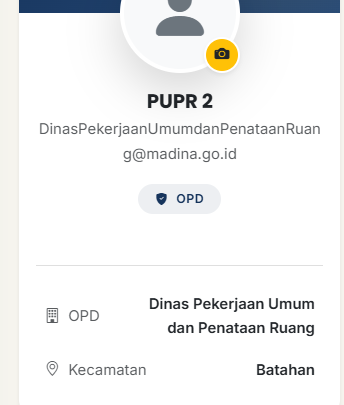 PUPR 2
DinasPekerjaanUmumdanPenataanRuan
g@madina.go.id
OPD
OPD
Dinas Pekerjaan Umum
dan Penataan Ruang
Kecamatan
Batahan